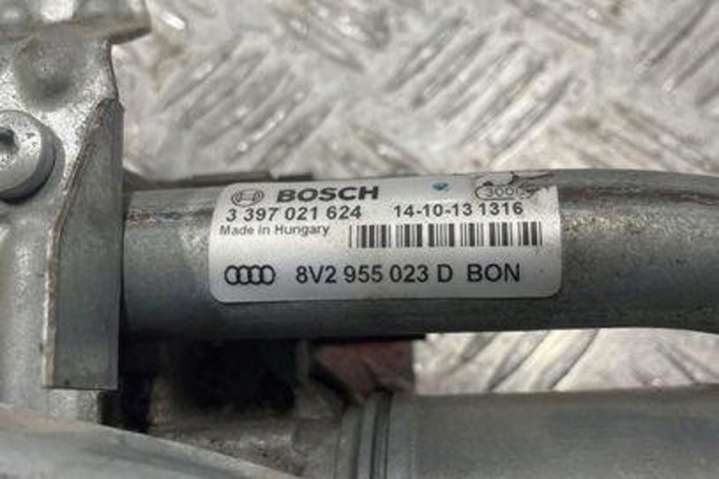 BOSCH
3 397 021 624 14-10-13 1316
Made in Hungary
8V2 955 023 D BON